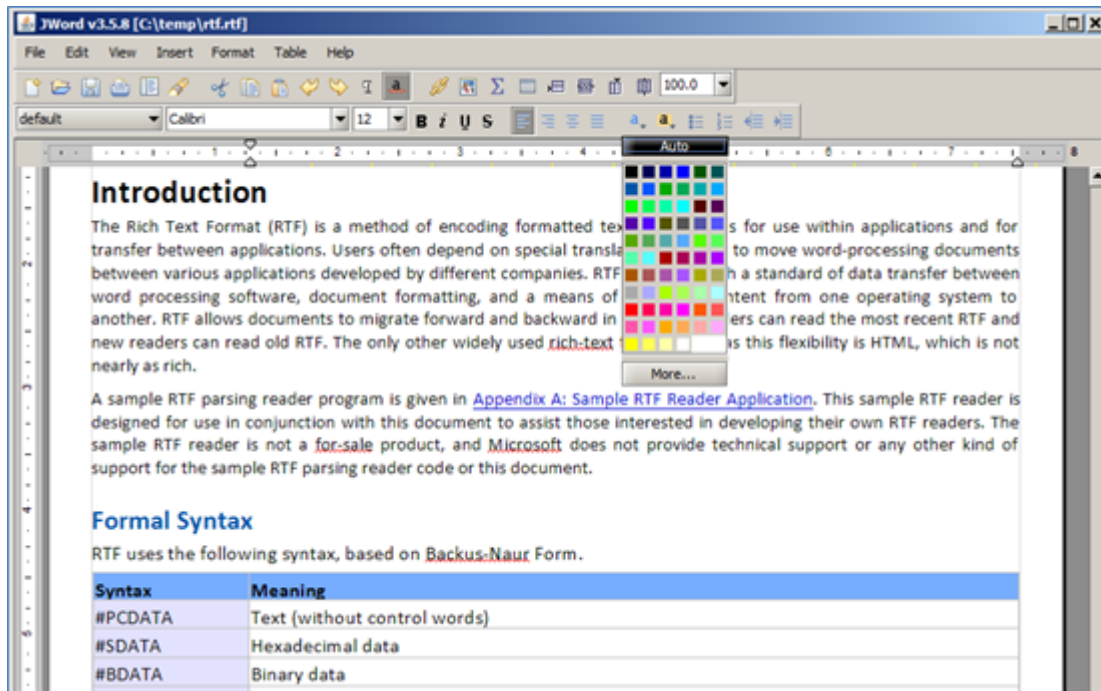 JWord v3.5.8 [C:\temp\rtf.rtf]
File Edit View Insert Format Table Help
100.0
default Calibri 12 B i U S
Auto
1 2 3 4 6 7 8
Introduction
The Rich Text Format (RTF) is a method of encoding formatted s for use within applications and for
transfer between applications. Users often depend on special to move word-processing documents
between various applications developed by different companies. RTF a standard of data transfer between
word processing software, document formatting, and a means of from one operating system to
another. RTF allows documents to migrate forward and backward in can read the most recent RTF and
new readers can read old RTF. The only other widely used rich-text as this flexibility is HTML, which is not
nearly as rich.
More...
A sample RTF parsing reader program is given in Appendix A: Sample RTF Reader Application. This sample RTF reader is
designed for use in conjunction with this document to assist those interested in developing their own RTF readers. The
sample RTF reader is not a for-sale product, and Microsoft does not provide technical support or any other kind of
support for the sample RTF parsing reader code or this document.
Formal Syntax
RTF uses the following syntax, based on Backus-Naur Form.
Syntax Meaning
#PCDATA Text (without control words)
#SDATA Hexadecimal data
#BDATA Binary data